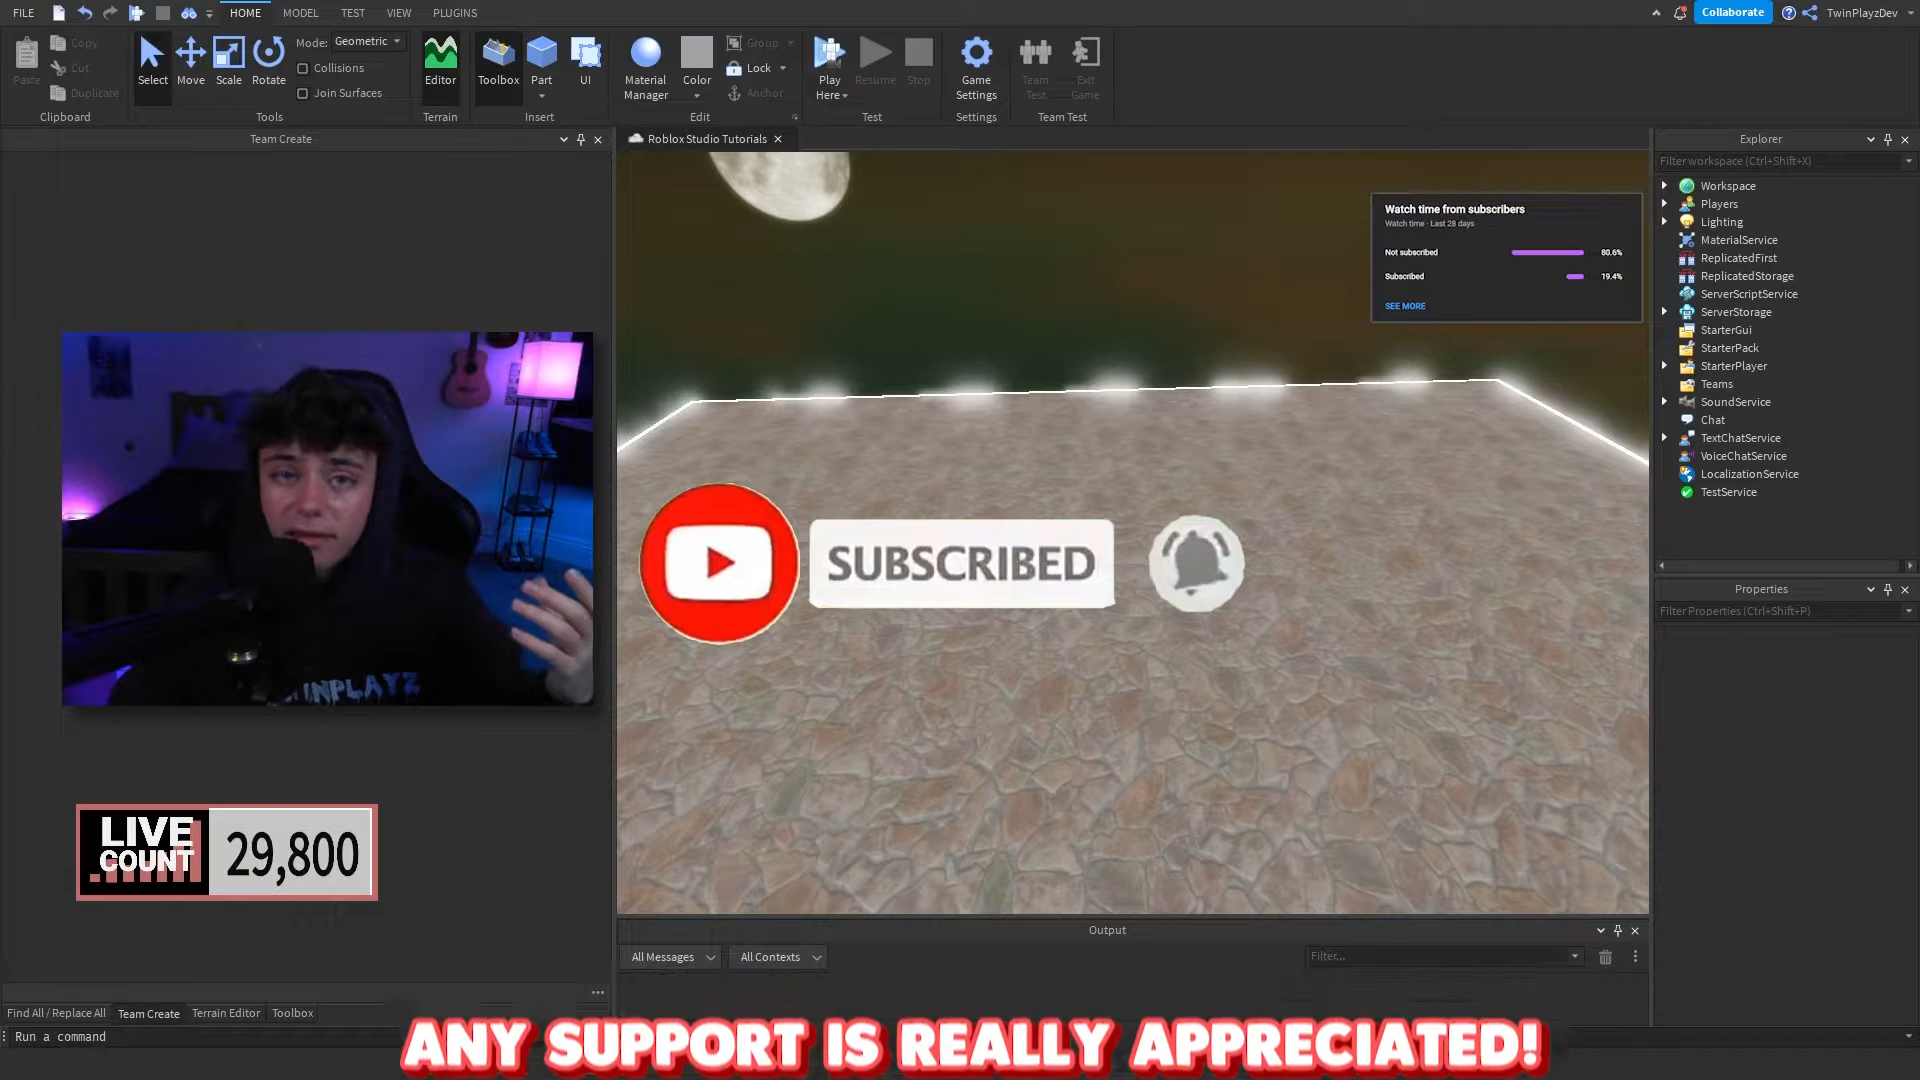 FILE HOME MODEL TEST VIEW PLUGINS Collaborate TwinPlayzDev
Paste Copy Cut Duplicate Clipboard
Select Move Scale Rotate Mode: Geometric Collisions Join Surfaces Tools
Editor Terrain
Toolbox Part UI Insert
Material Manager Color Group Lock Anchor Edit
Play Here Resume Stop Test
Game Settings Settings
Team Test Exit Game Team Test
Team Create
Roblox Studio Tutorials
Explorer
Filter workspace (Ctrl+Shift+X)
Workspace
Players
Lighting
MaterialService
ReplicatedFirst
ReplicatedStorage
ServerScriptService
ServerStorage
StarterGui
StarterPack
StarterPlayer
Teams
SoundService
Chat
TextChatService
VoiceChatService
LocalizationService
TestService
Properties
Filter Properties (Ctrl+Shift+P)
Watch time from subscribers
Watch time · Last 28 days
Not subscribed 80.6%
Subscribed 19.4%
SEE MORE
SUBSCRIBED
INPLAYZ
LIVE
COUNT
29,800
Output
All Messages All Contexts Filter...
Find All / Replace All Team Create Terrain Editor Toolbox
Run a command
ANY SUPPORT IS REALLY APPRECIATED!